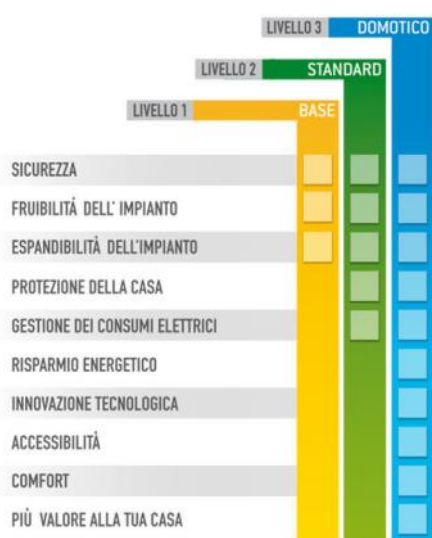 LIVELLO 3 DOMOTICO
LIVELLO 2 STANDARD
LIVELLO 1 BASE
SICUREZZA
FRUIBILITÀ DELL' IMPIANTO
ESPANDIBILITÀ DELL'IMPIANTO
PROTEZIONE DELLA CASA
GESTIONE DEI CONSUMI ELETTRICI
RISPARMIO ENERGETICO
INNOVAZIONE TECNOLOGICA
ACCESSIBILITÀ
COMFORT
PIÙ VALORE ALLA TUA CASA